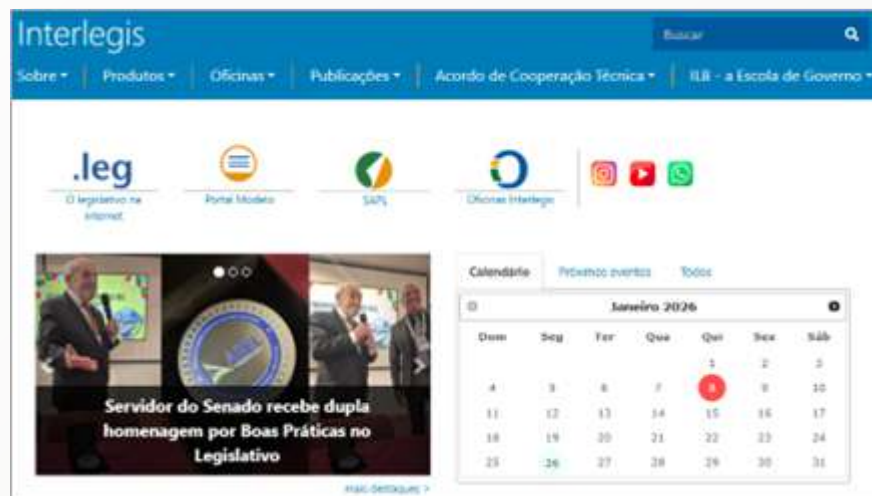 Interlegis
Buscar
Sobre Produtos Oficinas Publicações Acordo de Cooperação Técnica ILB - a Escola de Governo
.leg
O legislativo na internet
Portal Modelo
SAPL
Oficinas Interlegis
Servidor do Senado recebe dupla
homenagem por Boas Práticas no
Legislativo
mais destaques >
Calendário Próximos eventos Todos
Janeiro 2026
Dom Seg Ter Qua Qui Sex Sáb
1 2 3
4 5 6 7 8 9 10
11 12 13 14 15 16 17
18 19 20 21 22 23 24
25 26 27 28 29 30 31